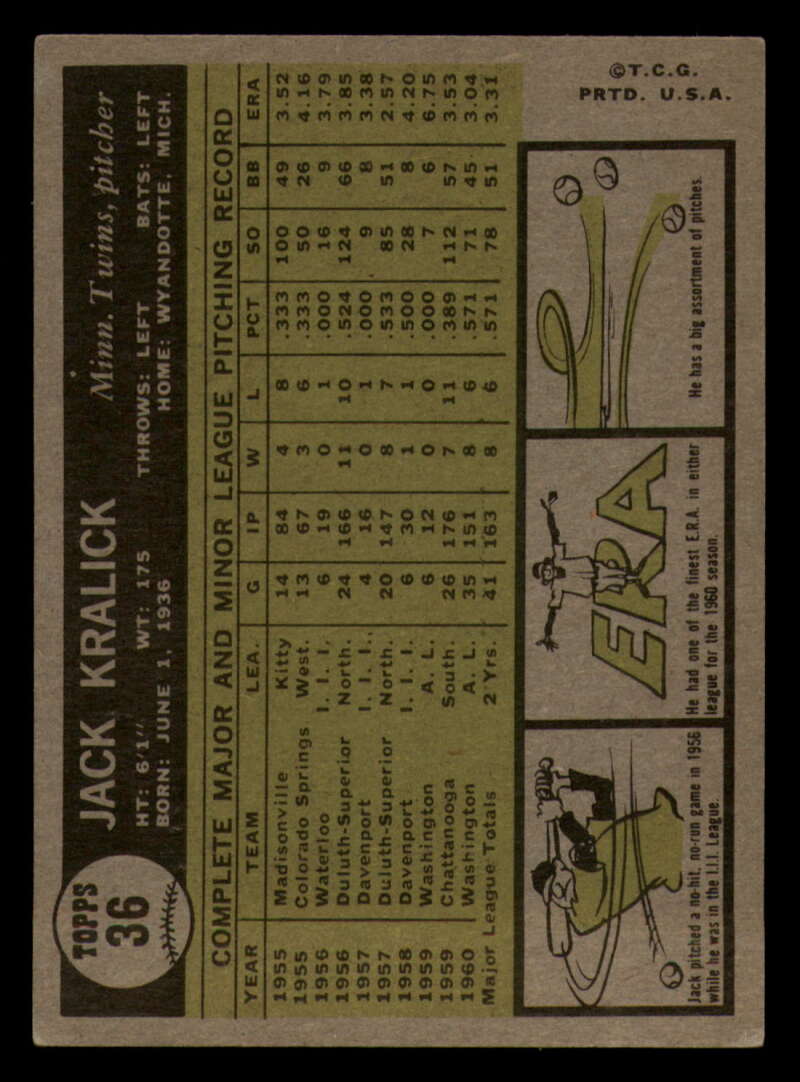 TOPPS
36
JACK KRALICK
Minn. Twins, pitcher
HT: 6'1" WT: 175 THROWS: LEFT BATS: LEFT
BORN: JUNE 1, 1936 HOME: WYANDOTTE, MICH.
COMPLETE MAJOR AND MINOR LEAGUE PITCHING RECORD
YEAR TEAM LEA. G IP W L PCT SO BB ERA
1955 Madisonville Kitty 14 84 4 8 .333 100 49 3.52
1955 Colorado Springs West. 13 67 3 6 .333 50 26 4.16
1956 Waterloo I. I. I. 6 19 0 1 .000 16 9 3.79
1956 Duluth-Superior North. 24 166 11 10 .524 124 66 3.85
1957 Davenport I. I. I. 4 16 0 1 .000 9 8 3.38
1957 Duluth-Superior North. 20 147 8 7 .533 85 51 2.57
1958 Davenport I. I. I. 6 30 1 1 .500 28 8 4.20
1959 Washington A. L. 6 12 0 0 .000 7 6 6.75
1959 Chattanooga South. 26 176 7 11 .389 112 57 3.53
1960 Washington A. L. 35 151 8 6 .571 71 45 3.04
Major League Totals 2 Yrs. 41 163 8 6 .571 78 51 3.31
Jack pitched a no-hit, no-run game in 1956
while he was in the I.I.I. League.
ERA
He had one of the finest E.R.A. in either
league for the 1960 season.
He has a big assortment of pitches.
©T.C.G.
PRTD. U.S.A.